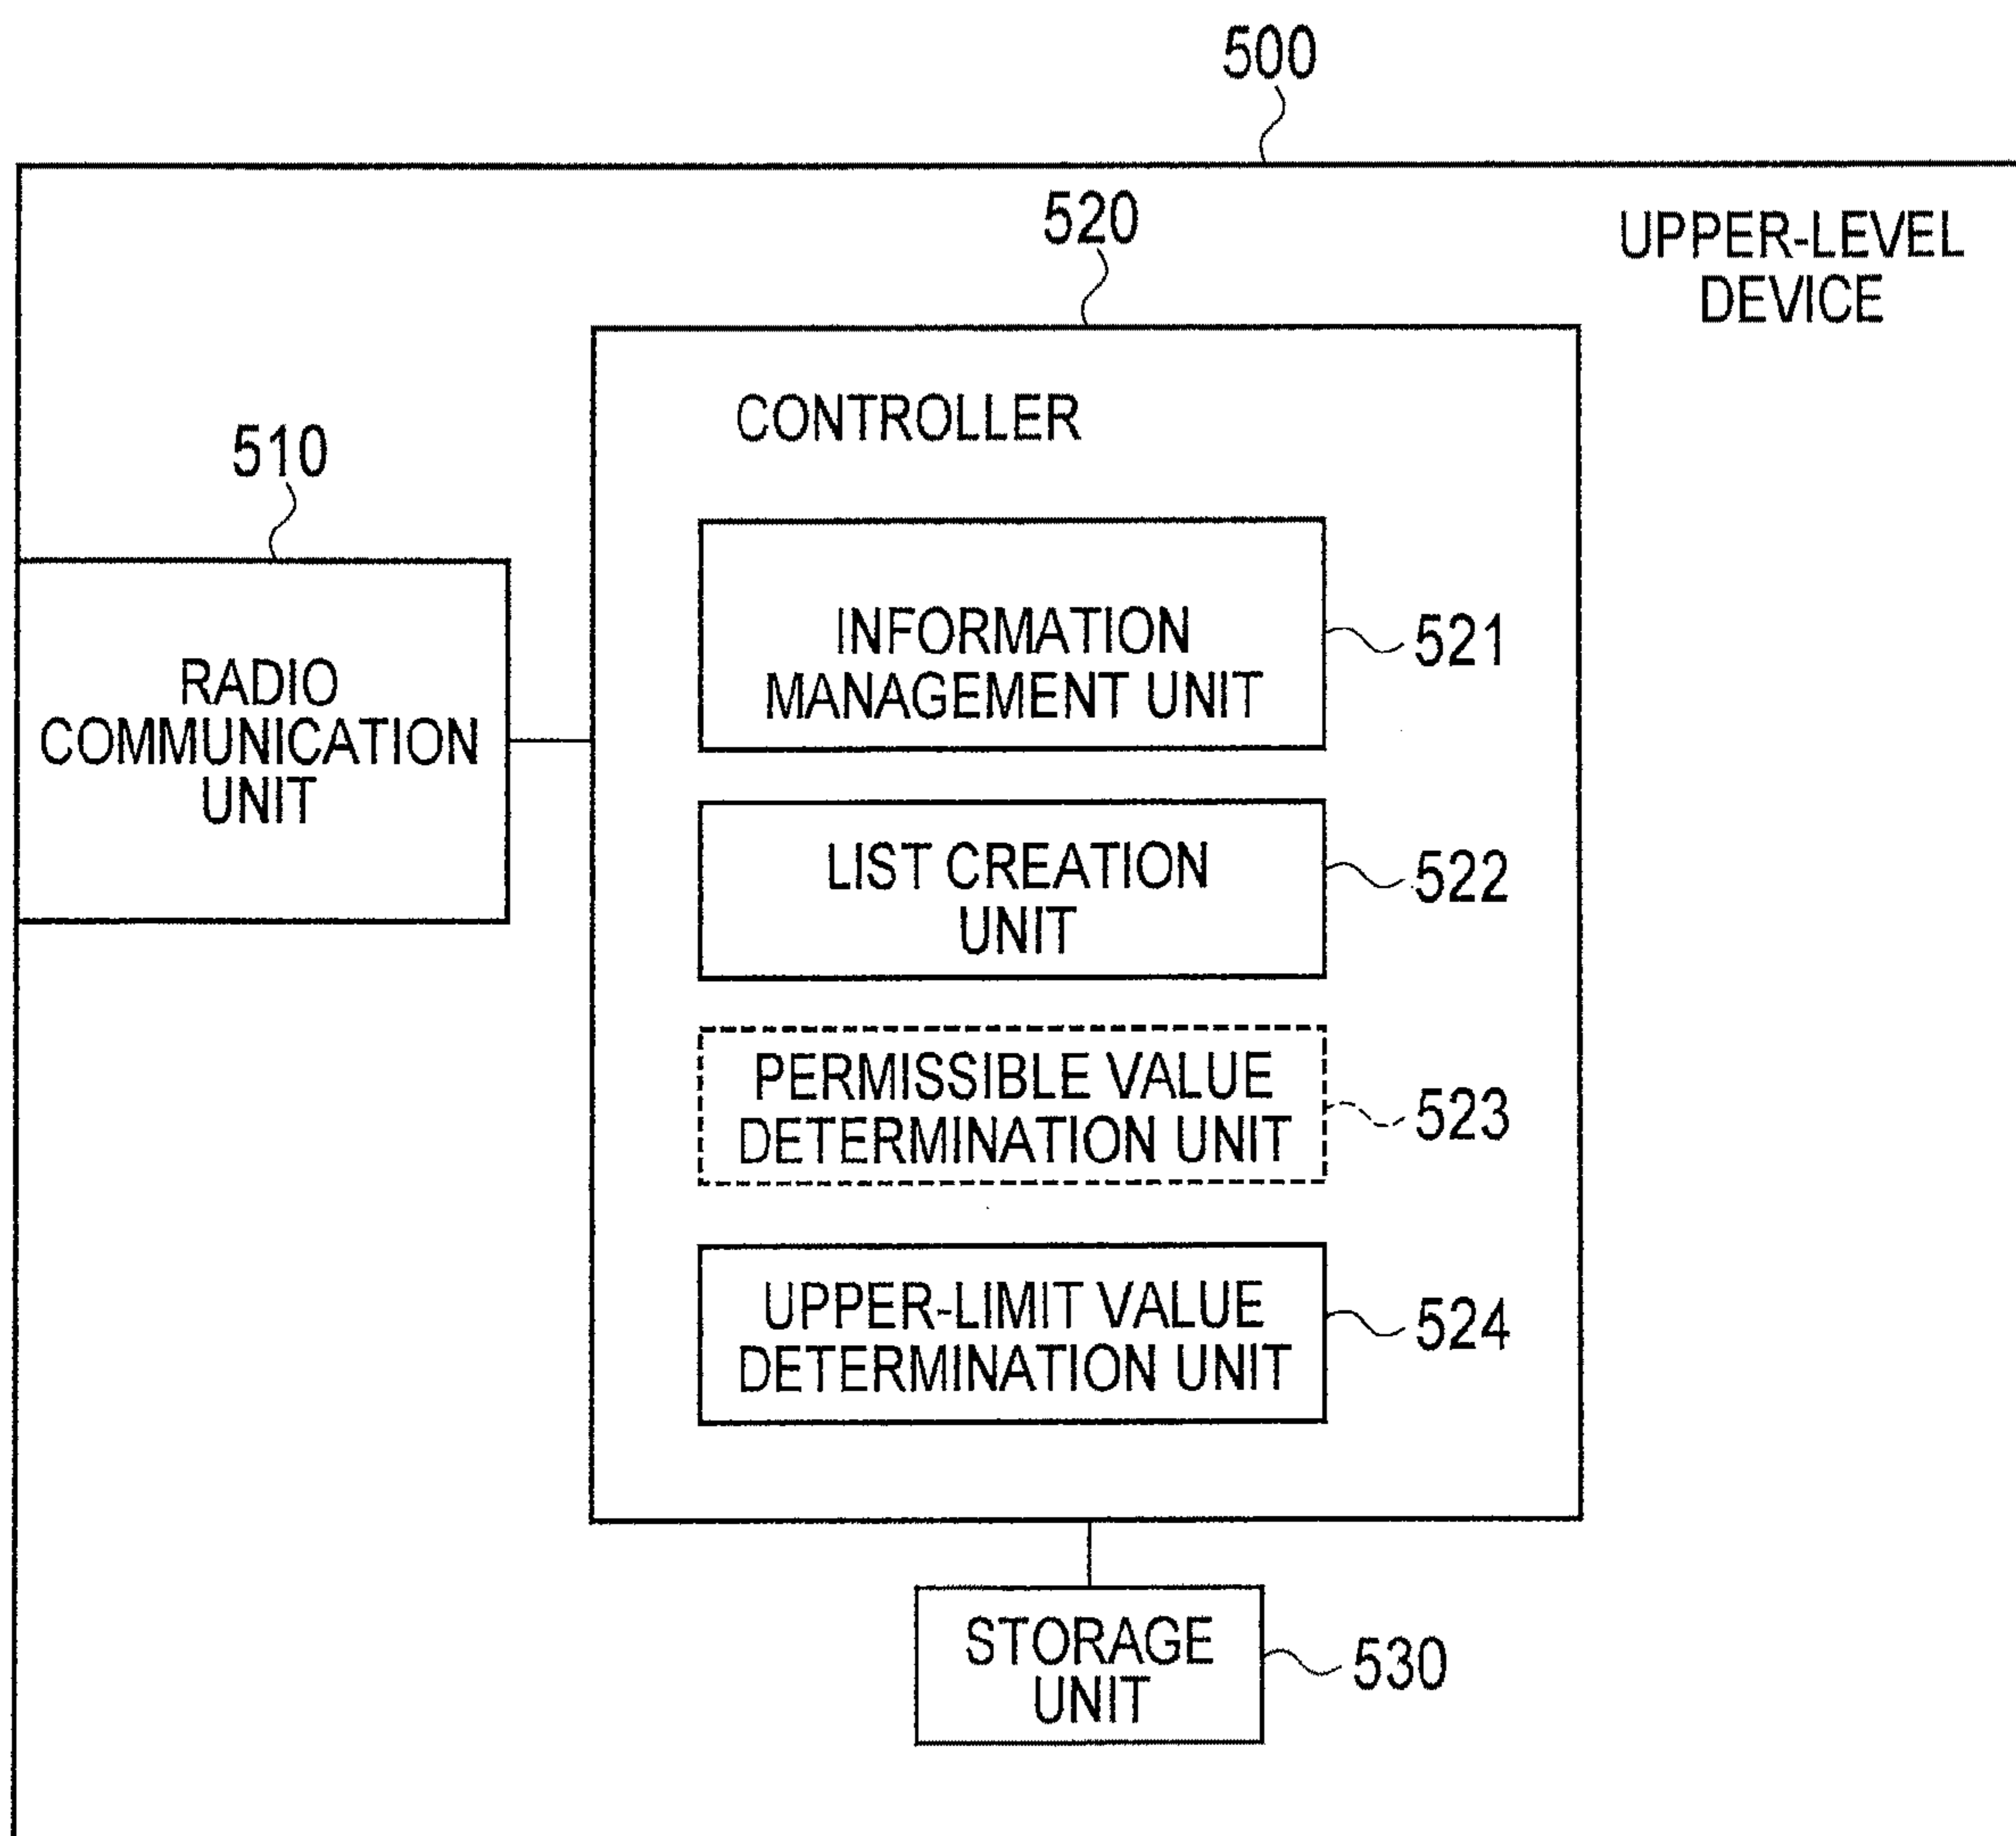 500
UPPER-LEVEL
DEVICE
520
CONTROLLER
510
RADIO
COMMUNICATION
UNIT
INFORMATION
MANAGEMENT UNIT
521
LIST CREATION
UNIT
522
PERMISSIBLE VALUE
DETERMINATION UNIT
523
UPPER-LIMIT VALUE
DETERMINATION UNIT
524
STORAGE
UNIT
530